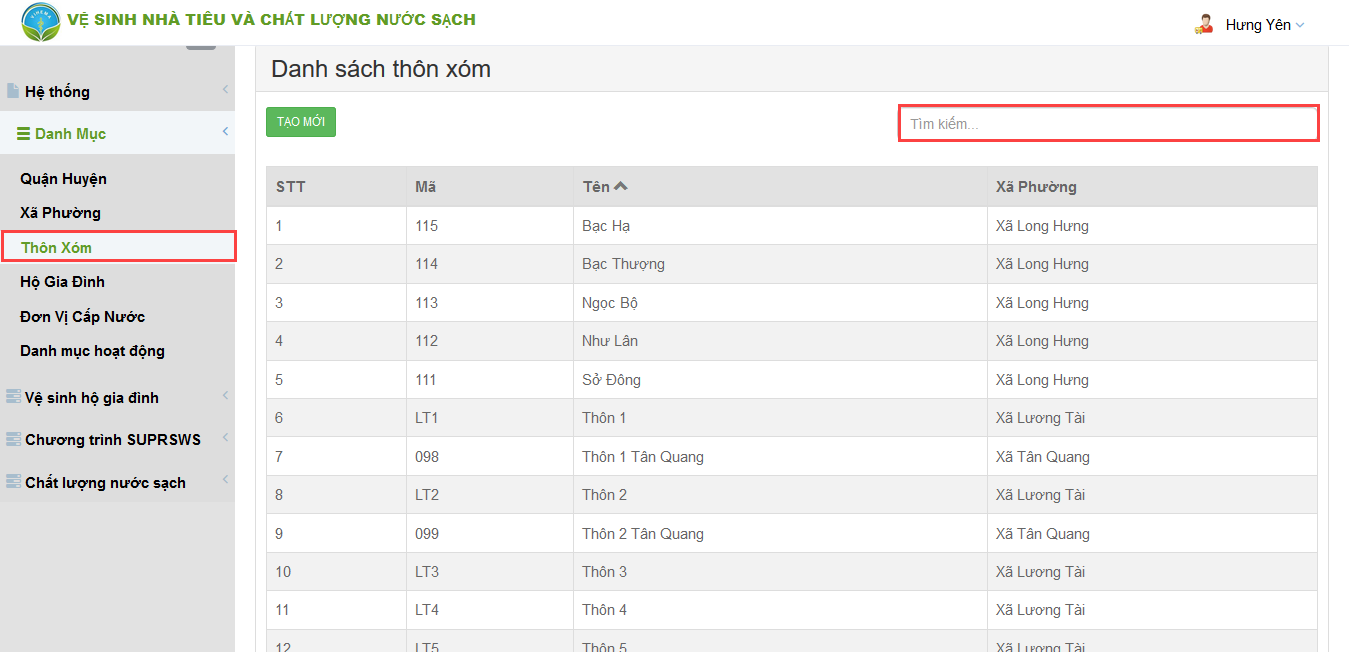 VỆ SINH NHÀ TIÊU VÀ CHẤT LƯỢNG NƯỚC SẠCH
Hưng Yên
Hệ thống
Danh Mục
Quận Huyện
Xã Phường
Thôn Xóm
Hộ Gia Đình
Đơn Vị Cấp Nước
Danh mục hoạt động
Vệ sinh hộ gia đình
Chương trình SUPRSWS
Chất lượng nước sạch
Danh sách thôn xóm
TẠO MỚI
Tìm kiếm...
STT Mã Tên Xã Phường
1 115 Bạc Hạ Xã Long Hưng
2 114 Bạc Thượng Xã Long Hưng
3 113 Ngọc Bộ Xã Long Hưng
4 112 Như Lân Xã Long Hưng
5 111 Sở Đông Xã Long Hưng
6 LT1 Thôn 1 Xã Lương Tài
7 098 Thôn 1 Tân Quang Xã Tân Quang
8 LT2 Thôn 2 Xã Lương Tài
9 099 Thôn 2 Tân Quang Xã Tân Quang
10 LT3 Thôn 3 Xã Lương Tài
11 LT4 Thôn 4 Xã Lương Tài
12 LT5 Thôn 5 Xã Lương Tài